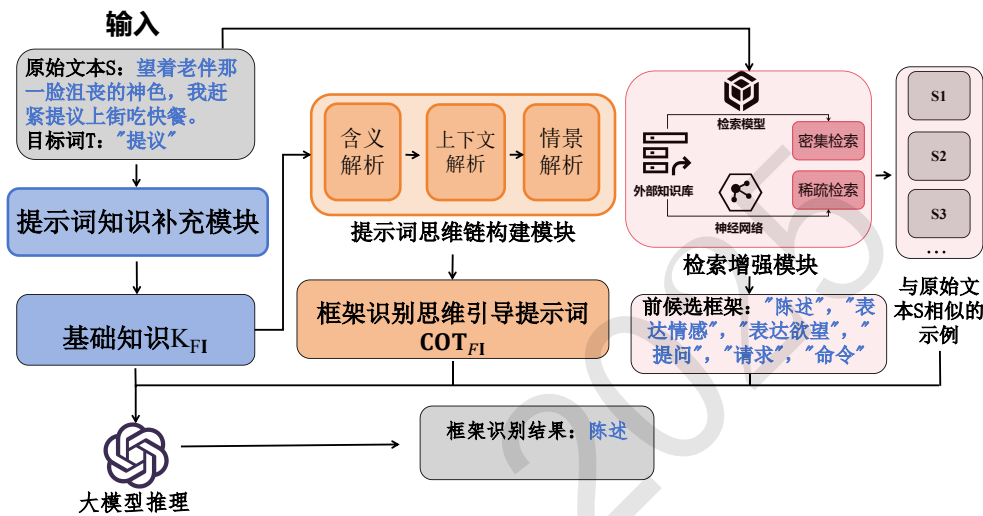 输入
原始文本S：望着老伴那
一脸沮丧的神色，我赶
紧提议上街吃快餐。
目标词T："提议"
提示词知识补充模块
基础知识K_FI
含义
解析
上下文
解析
情景
解析
提示词思维链构建模块
框架识别思维引导提示词
COT_FI
检索模型
外部知识库
神经网络
密集检索
稀疏检索
检索增强模块
前候选框架："陈述"，"表
达情感"，"表达欲望"，"
提问"，"请求"，"命令"
S1
S2
S3
...
与原始文
本S相似的
示例
大模型推理
框架识别结果：陈述
2025